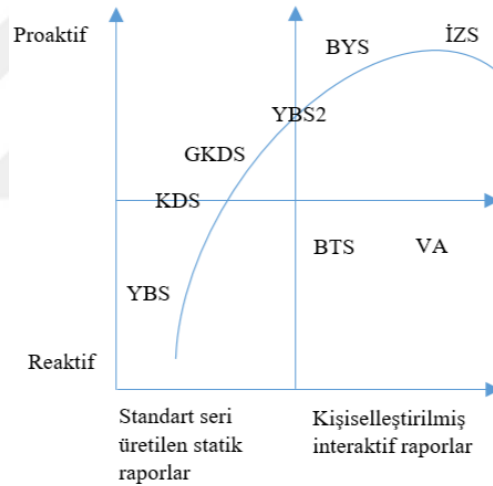 Proaktif
BYS
İZS
YBS2
GKDS
KDS
BTS
VA
YBS
Reaktif
Standart seri
üretilen statik
raporlar
Kişiselleştirilmiş
interaktif raporlar